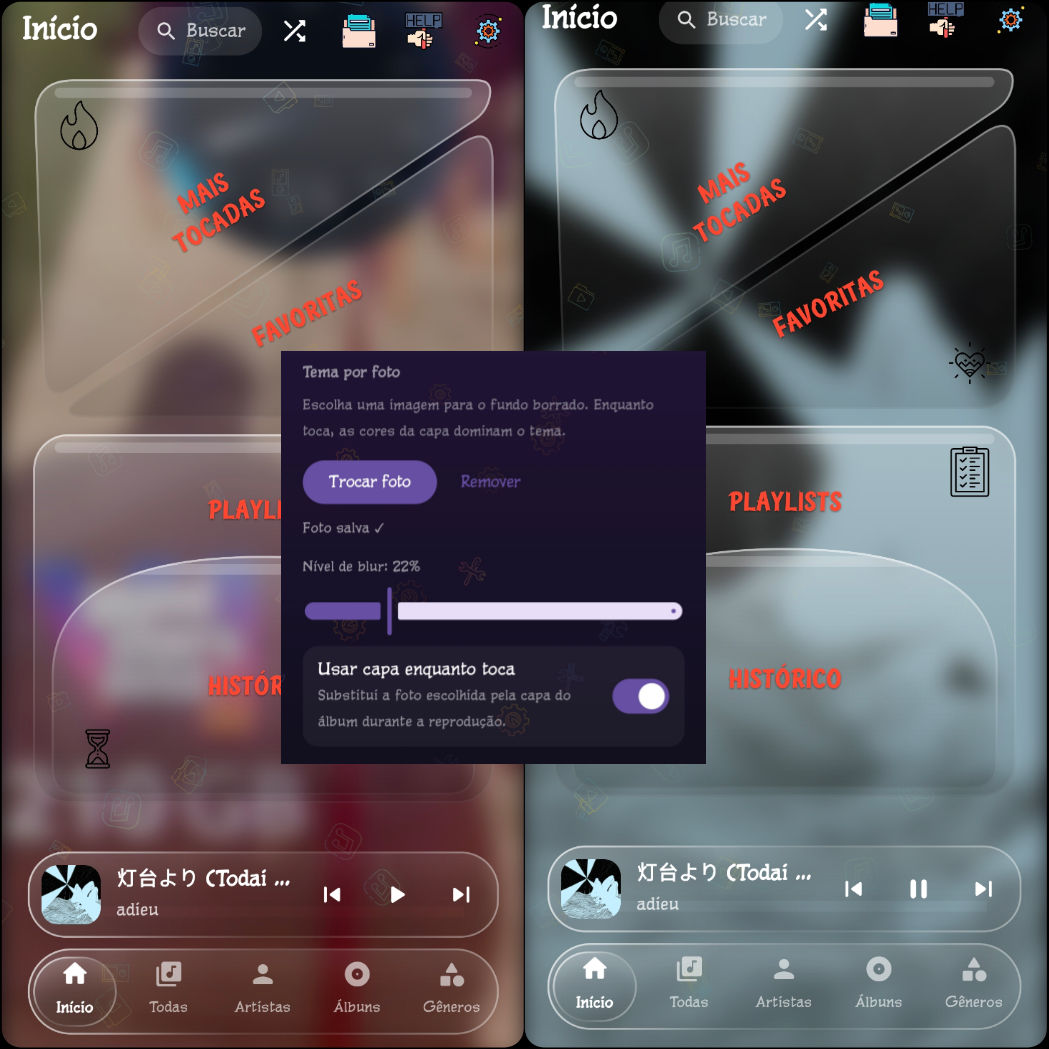 Início
Buscar
HELP
MAIS
TOCADAS
FAVORITAS
PLAYLI
HISTÓR
灯台より (Todai ...
adieu
Início
Todas
Artistas
Álbuns
Gêneros
Tema por foto
Escolha uma imagem para o fundo borrado. Enquanto
toca, as cores da capa dominam o tema.
Trocar foto
Remover
Foto salva ✓
Nível de blur: 22%
Usar capa enquanto toca
Substitui a foto escolhida pela capa do
álbum durante a reprodução.
Início
Buscar
HELP
MAIS
TOCADAS
FAVORITAS
PLAYLISTS
HISTÓRICO
灯台より (Todai ...
adieu
Início
Todas
Artistas
Álbuns
Gêneros